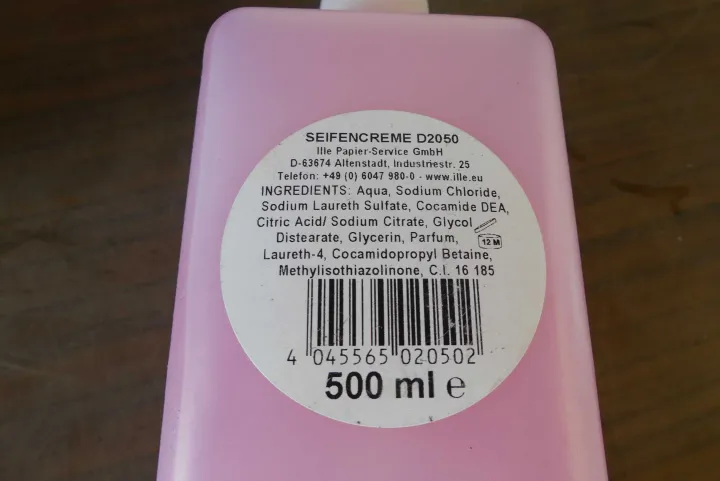 SEIFENCREME D2050
Ille Papier-Service GmbH
D-63674 Altenstadt, Industriestr. 25
Telefon: +49 (0) 6047 980-0 - www.ille.eu
INGREDIENTS: Aqua, Sodium Chloride,
Sodium Laureth Sulfate, Cocamide DEA,
Citric Acid/ Sodium Citrate, Glycol
Distearate, Glycerin, Parfum,
12 M
Laureth-4, Cocamidopropyl Betaine,
Methylisothiazolinone, C.I. 16 185
4 045565 020502
500 ml ℮